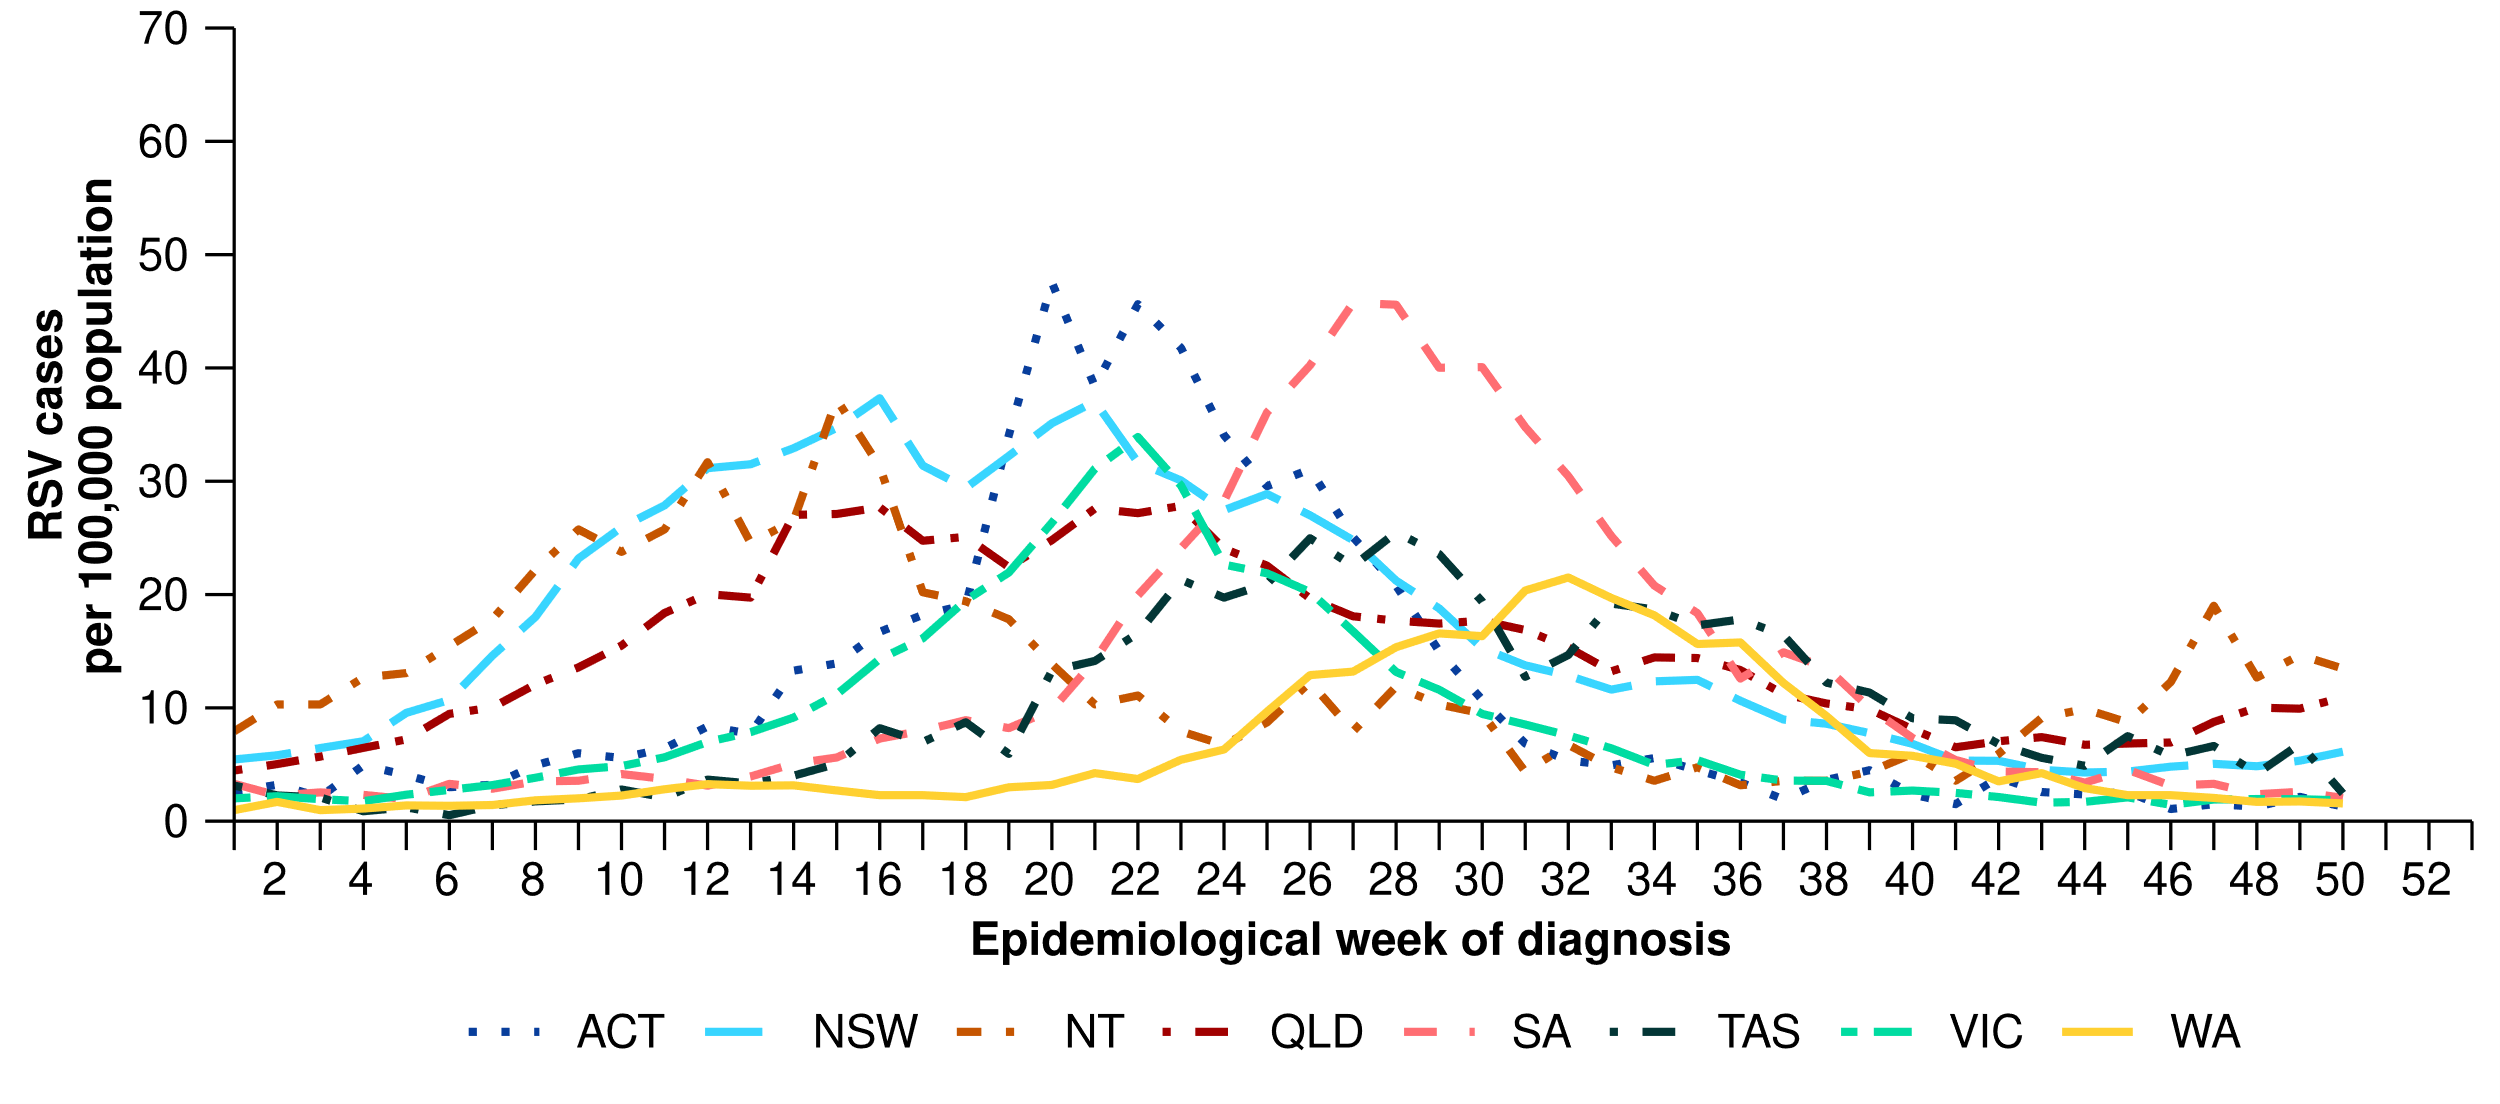 RSV cases
per 100,000 population
70
60
50
40
30
20
10
0
2 4 6 8 10 12 14 16 18 20 22 24 26 28 30 32 34 36 38 40 42 44 46 48 50 52
Epidemiological week of diagnosis
ACT NSW NT QLD SA TAS VIC WA